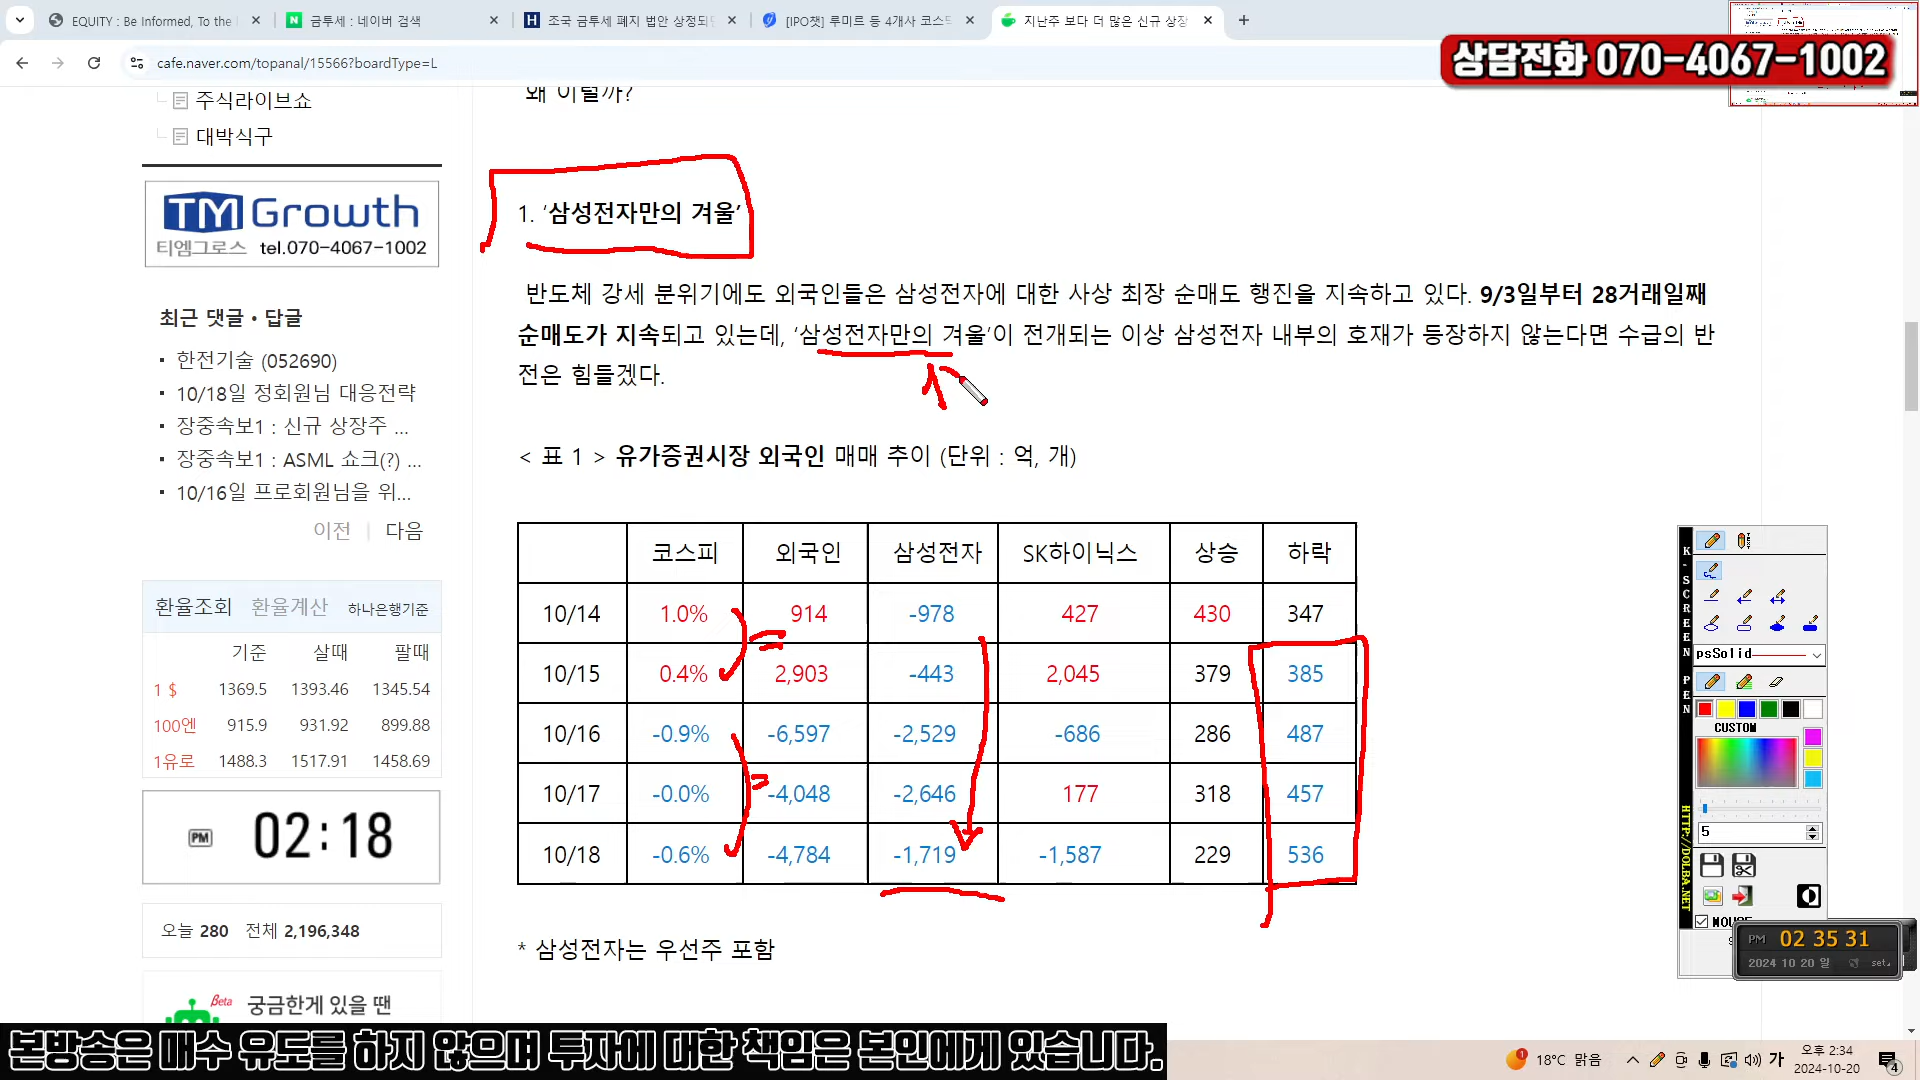 EQUITY : Be Informed, To the
금투세 : 네이버 검색
조국 금투세 폐지 법안 상정되
[IPO챗] 루미르 등 4개사 코스
지난주 보다 더 많은 신규 상장
cafe.naver.com/topanal/15566?boardType=L
상담전화 070-4067-1002
주식라이브쇼
대박식구
TM Growth
티엠그로스 tel.070-4067-1002
최근 댓글 • 답글
한전기술 (052690)
10/18일 정회원님 대응전략
장중속보1 : 신규 상장주 ...
장중속보1 : ASML 쇼크(?) ...
10/16일 프로회원님을 위...
이전 | 다음
환율조회 환율계산 하나은행기준
기준 살때 팔때
1 $ 1369.5 1393.46 1345.54
100엔 915.9 931.92 899.88
1유로 1488.3 1517.91 1458.69
PM 02:18
오늘 280 전체 2,196,348
Beta 궁금한게 있을 땐
왜 이럴까?
1. '삼성전자만의 겨울'
반도체 강세 분위기에도 외국인들은 삼성전자에 대한 사상 최장 순매도 행진을 지속하고 있다. 9/3일부터 28거래일째
순매도가 지속되고 있는데, '삼성전자만의 겨울'이 전개되는 이상 삼성전자 내부의 호재가 등장하지 않는다면 수급의 반
전은 힘들겠다.
< 표 1 > 유가증권시장 외국인 매매 추이 (단위 : 억, 개)
코스피 외국인 삼성전자 SK하이닉스 상승 하락
10/14 1.0% 914 -978 427 430 347
10/15 0.4% 2,903 -443 2,045 379 385
10/16 -0.9% -6,597 -2,529 -686 286 487
10/17 -0.0% -4,048 -2,646 177 318 457
10/18 -0.6% -4,784 -1,719 -1,587 229 536
* 삼성전자는 우선주 포함
K-SCREEN PEN
HTTP://DOLBA.NET
psSolid
CUSTOM
5
MOUSE
PM 02 35 31
2024 10 20 일 set
본방송은 매수 유도를 하지 않으며 투자에 대한 책임은 본인에게 있습니다.
18°C 맑음
가
오후 2:34
2024-10-20
4